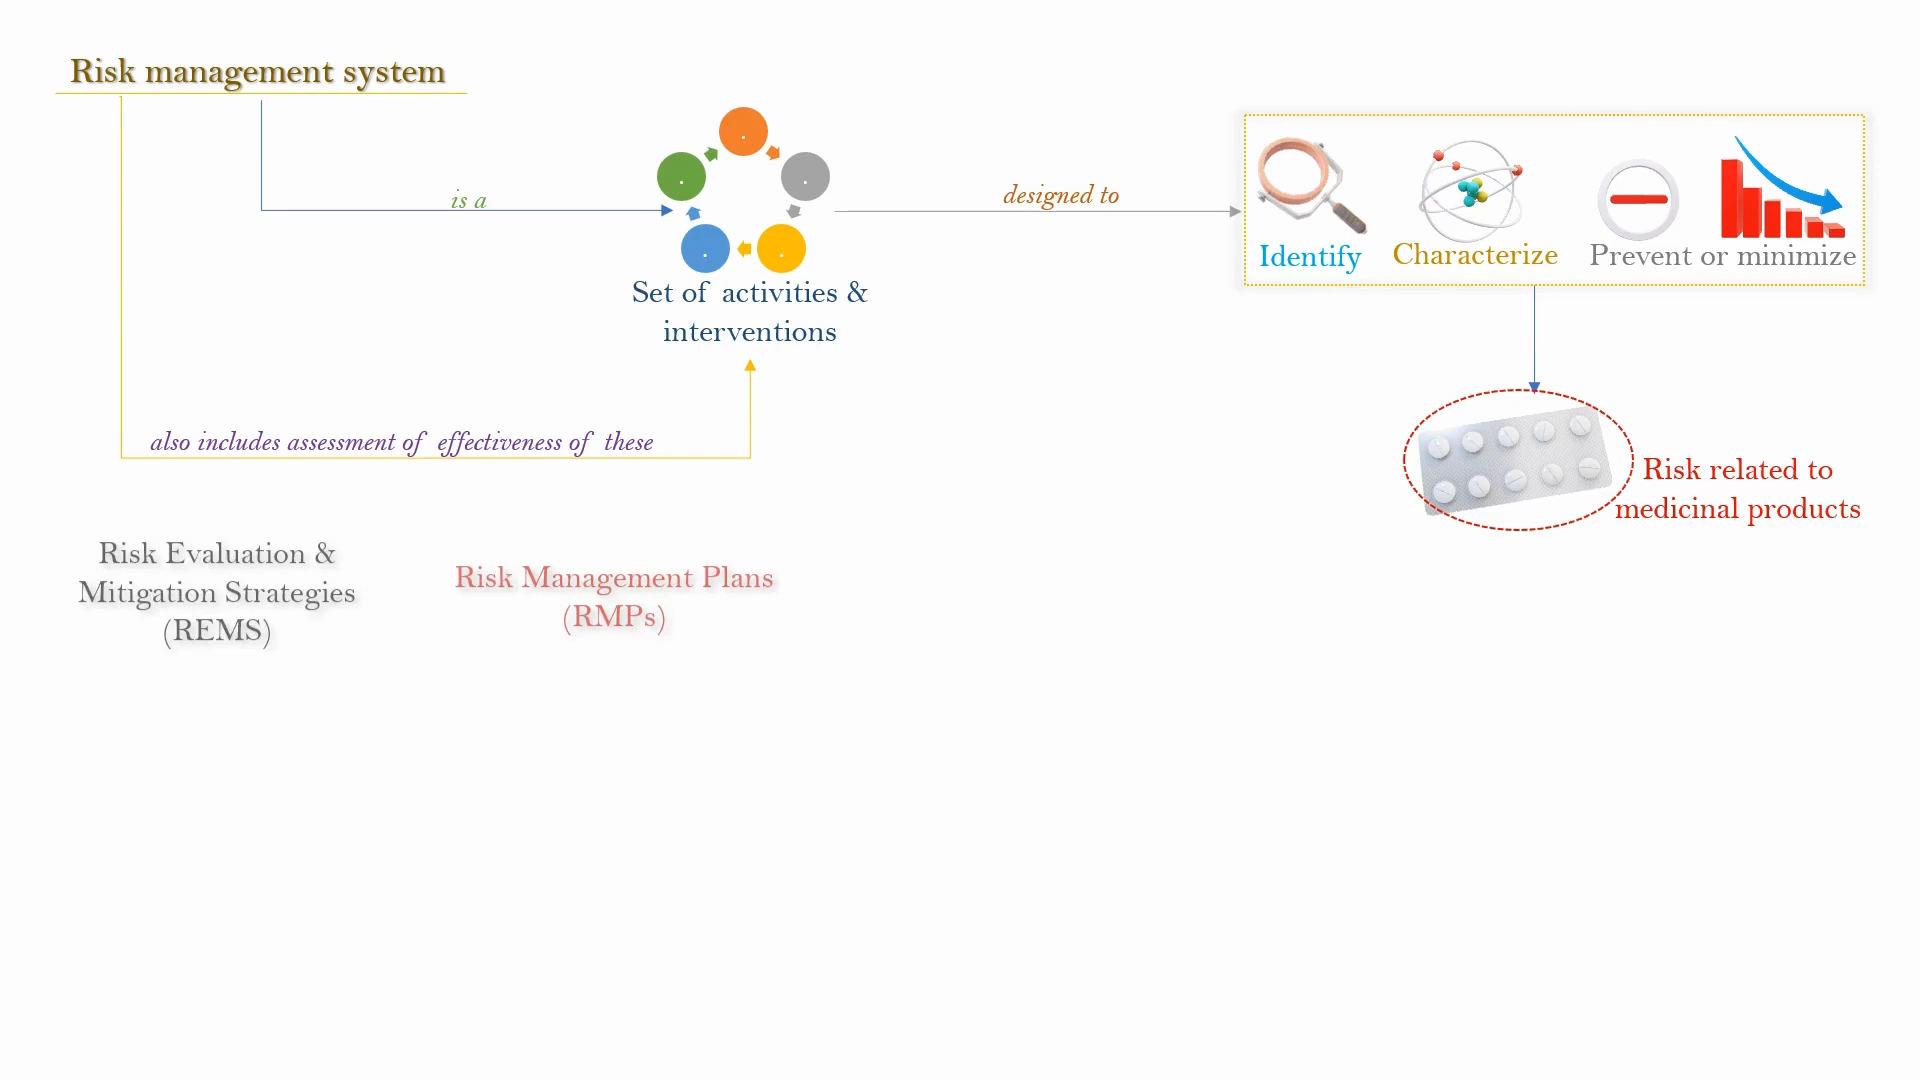 Risk management system
is a
designed to
Identify
Characterize
Prevent or minimize
Set of activities &
interventions
also includes assessment of effectiveness of these
Risk related to
medicinal products
Risk Evaluation &
Mitigation Strategies
(REMS)
Risk Management Plans
(RMPs)